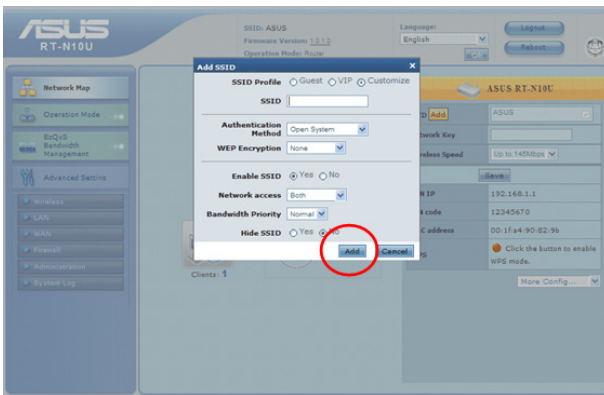 ASUS
RT-N10U
SSID: ASUS
Firmware Version: 1.0.1.2
Operation Mode: Router
Language:
English
Logout
Reboot
Add SSID
x
SSID Profile Guest VIP Customize
SSID
Authentication Method Open System
WEP Encryption None
Enable SSID Yes No
Network access Both
Bandwidth Priority Normal
Hide SSID Yes No
Add Cancel
Network Map
Operation Mode
EzQoS
Bandwidth
Management
Advanced Setting
Wireless
LAN
WAN
Firewall
Administration
System Log
Clients: 1
ASUS RT-N10U
Add ASUS
Up to 145Mbps
Save
192.168.1.1
12345670
00:1f:a4:90:82:9b
Click the button to enable
WPS mode.
More Config...